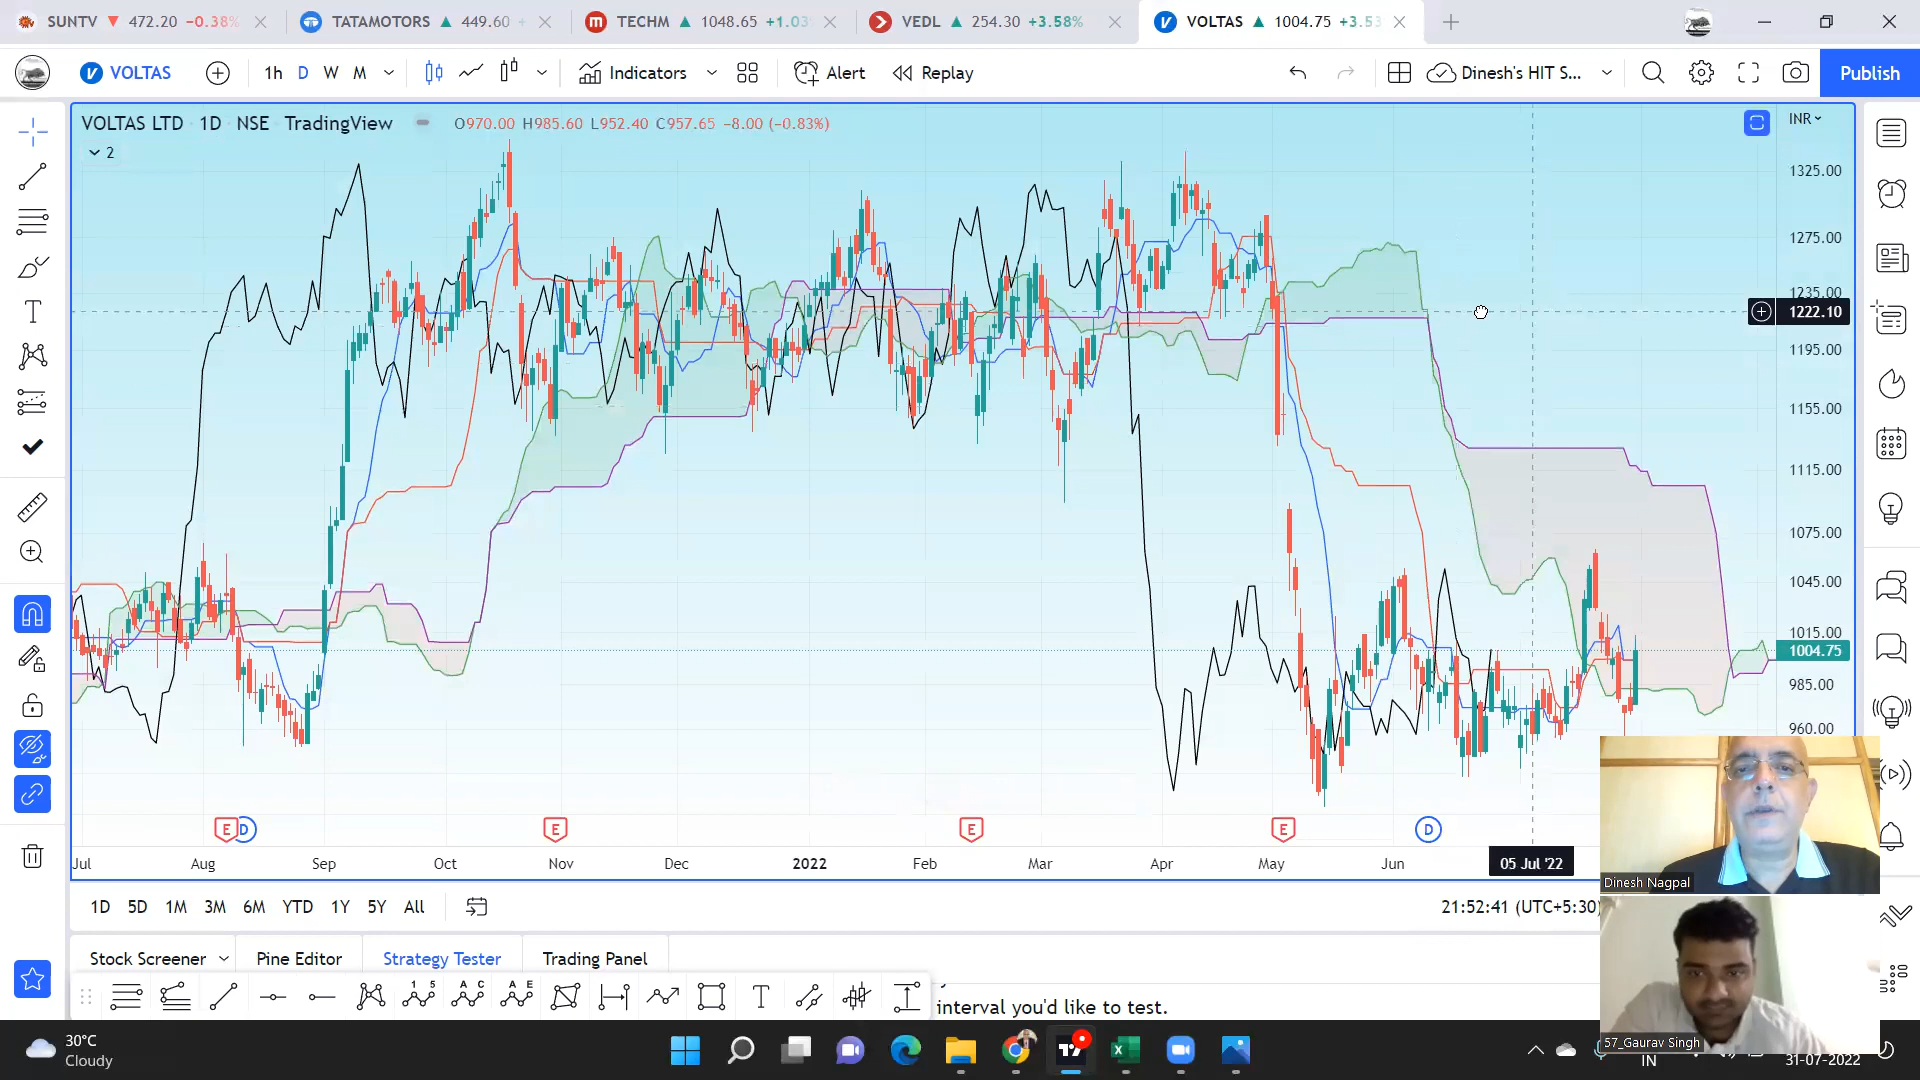 SUNTV ▼ 472.20 -0.38%
TATAMOTORS ▲ 449.60 +
TECHM ▲ 1048.65 +1.03
VEDL ▲ 254.30 +3.58%
VOLTAS ▲ 1004.75 +3.53
VOLTAS 1h D W M Indicators Alert Replay Dinesh's HIT S... Publish
VOLTAS LTD · 1D · NSE · TradingView O970.00 H985.60 L952.40 C957.65 -8.00 (-0.83%)
2
INR
1325.00
1275.00
1235.00
1222.10
1195.00
1155.00
1115.00
1075.00
1045.00
1015.00
1004.75
985.00
960.00
E D E E E D
Jul Aug Sep Oct Nov Dec 2022 Feb Mar Apr May Jun 05 Jul '22
1D 5D 1M 3M 6M YTD 1Y 5Y All 21:52:41 (UTC+5:30)
Stock Screener Pine Editor Strategy Tester Trading Panel
interval you'd like to test.
Dinesh Nagpal
57_Gaurav Singh
30°C
Cloudy
IN
31-07-2022